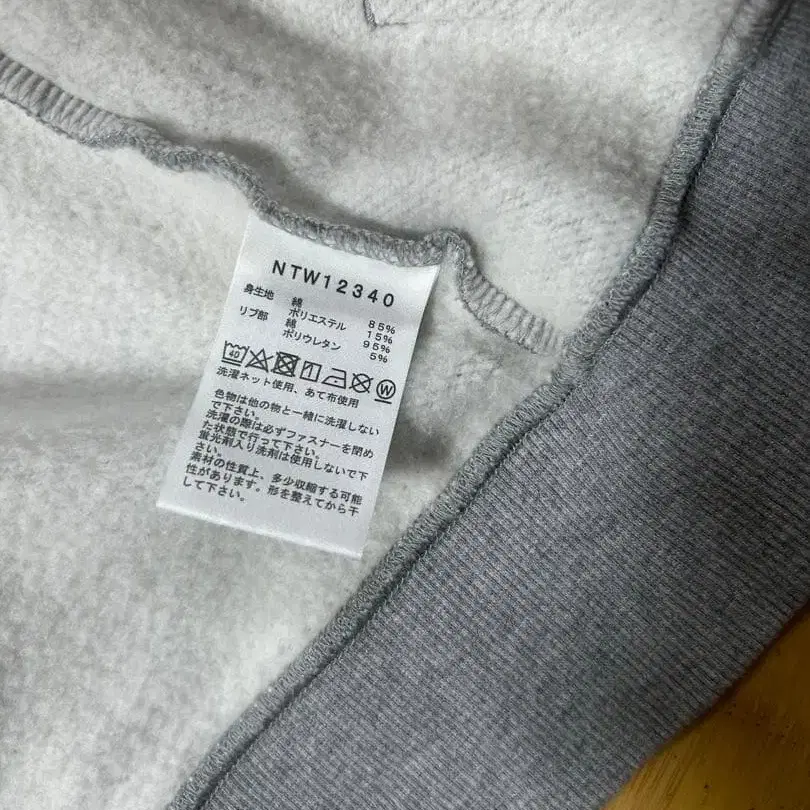 NTW12340
身生地 綿 85%
ポリエステル 15%
リブ部 綿 95%
ポリウレタン 5%
40 W
洗濯ネット使用、あて布使用
色物は他の物と一緒に洗濯しない
で下さい。
洗濯の際は必ずファスナーを閉め
た状態で行って下さい。
蛍光剤入り洗剤は使用しないで下
さい。
素材の性質上、多少収縮する可能
性があります。形を整えてから干
して下さい。